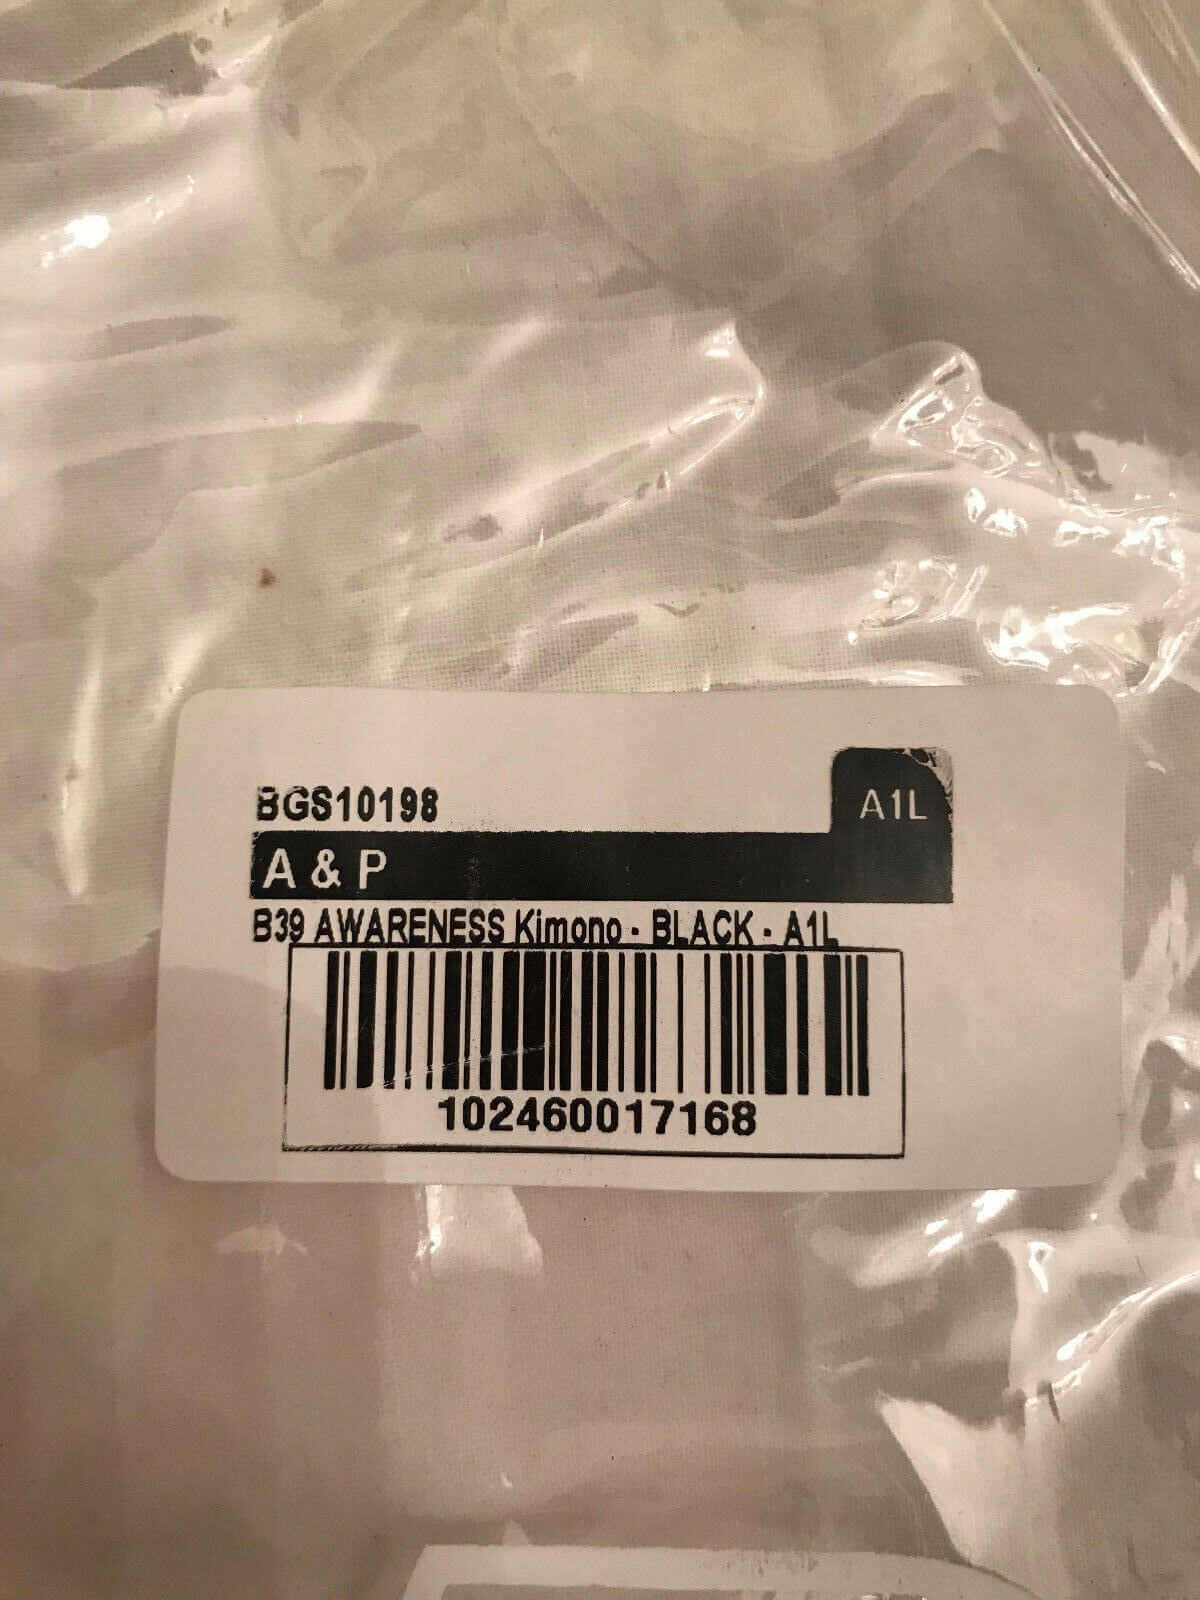 BGS10198
A1L
A & P
B39 AWARENESS Kimono - BLACK - A1L
102460017168